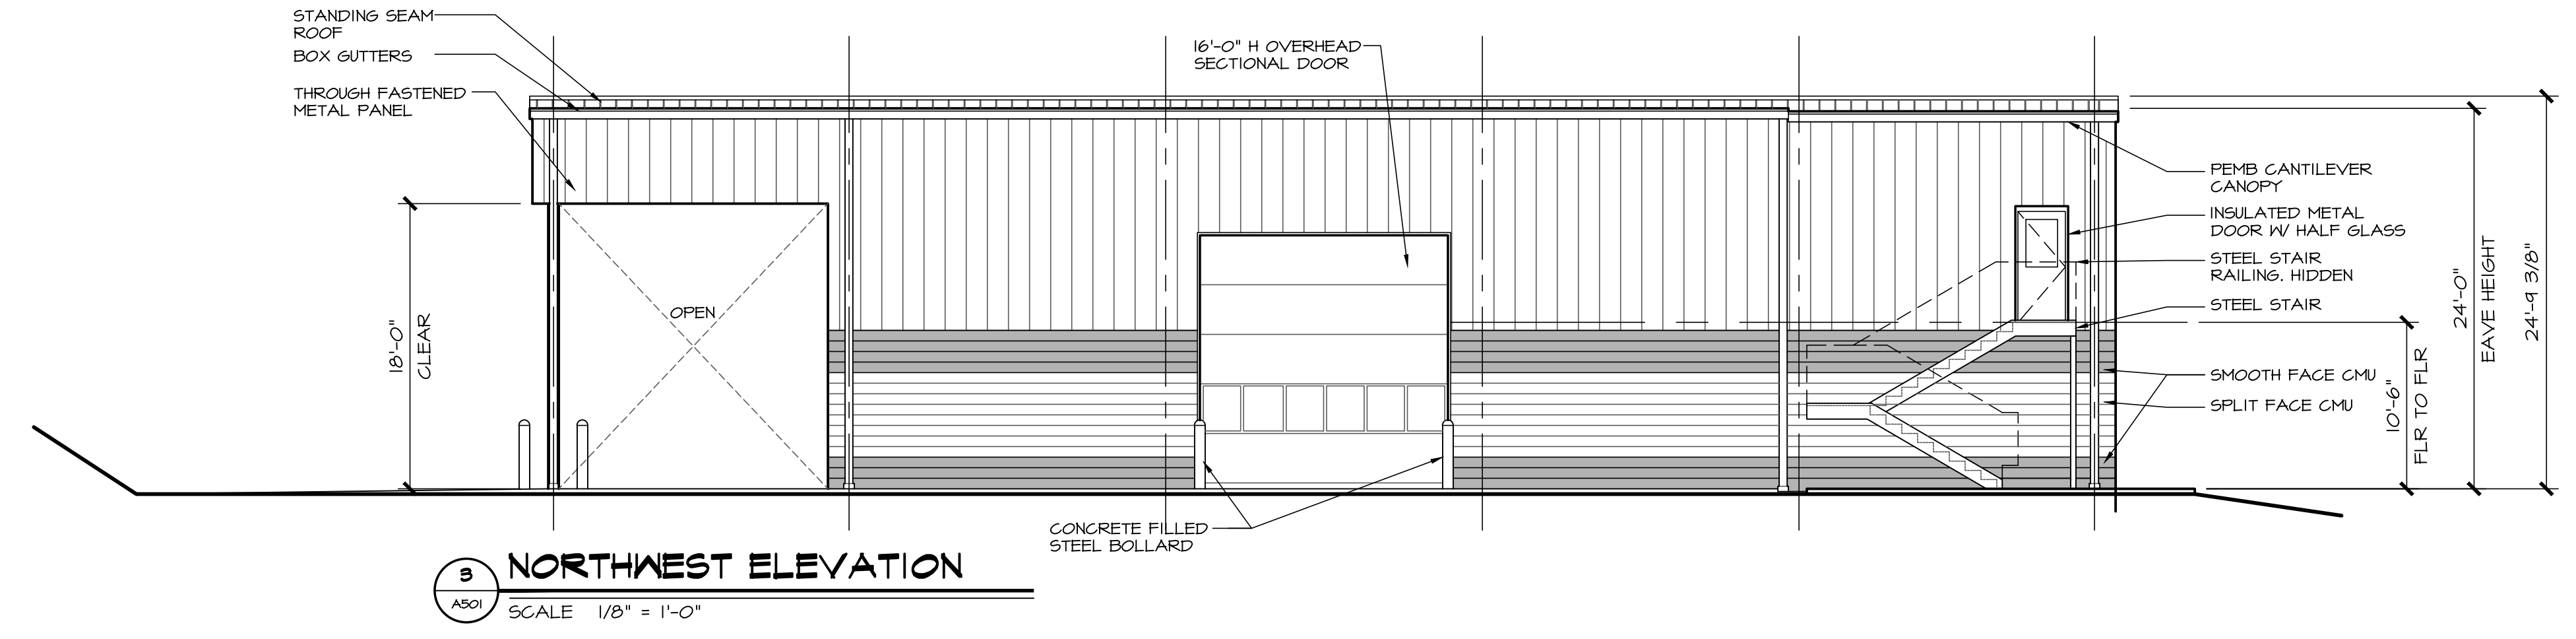 STANDING SEAM
ROOF
BOX GUTTERS
THROUGH FASTENED
METAL PANEL
16'-0" H OVERHEAD
SECTIONAL DOOR
PEMB CANTILEVER
CANOPY
INSULATED METAL
DOOR W/ HALF GLASS
STEEL STAIR
RAILING, HIDDEN
STEEL STAIR
SMOOTH FACE CMU
SPLIT FACE CMU
OPEN
18'-0"
CLEAR
10'-6"
FLR TO FLR
24'-0"
EAVE HEIGHT
24'-9 3/8"
CONCRETE FILLED
STEEL BOLLARD
3
A501
NORTHWEST ELEVATION
SCALE 1/8" = 1'-0"